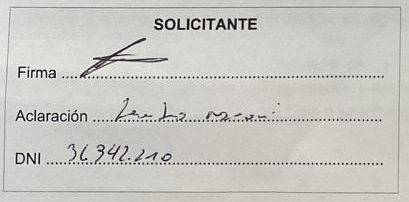 SOLICITANTE
Firma
Aclaración
DNI 36.342.210